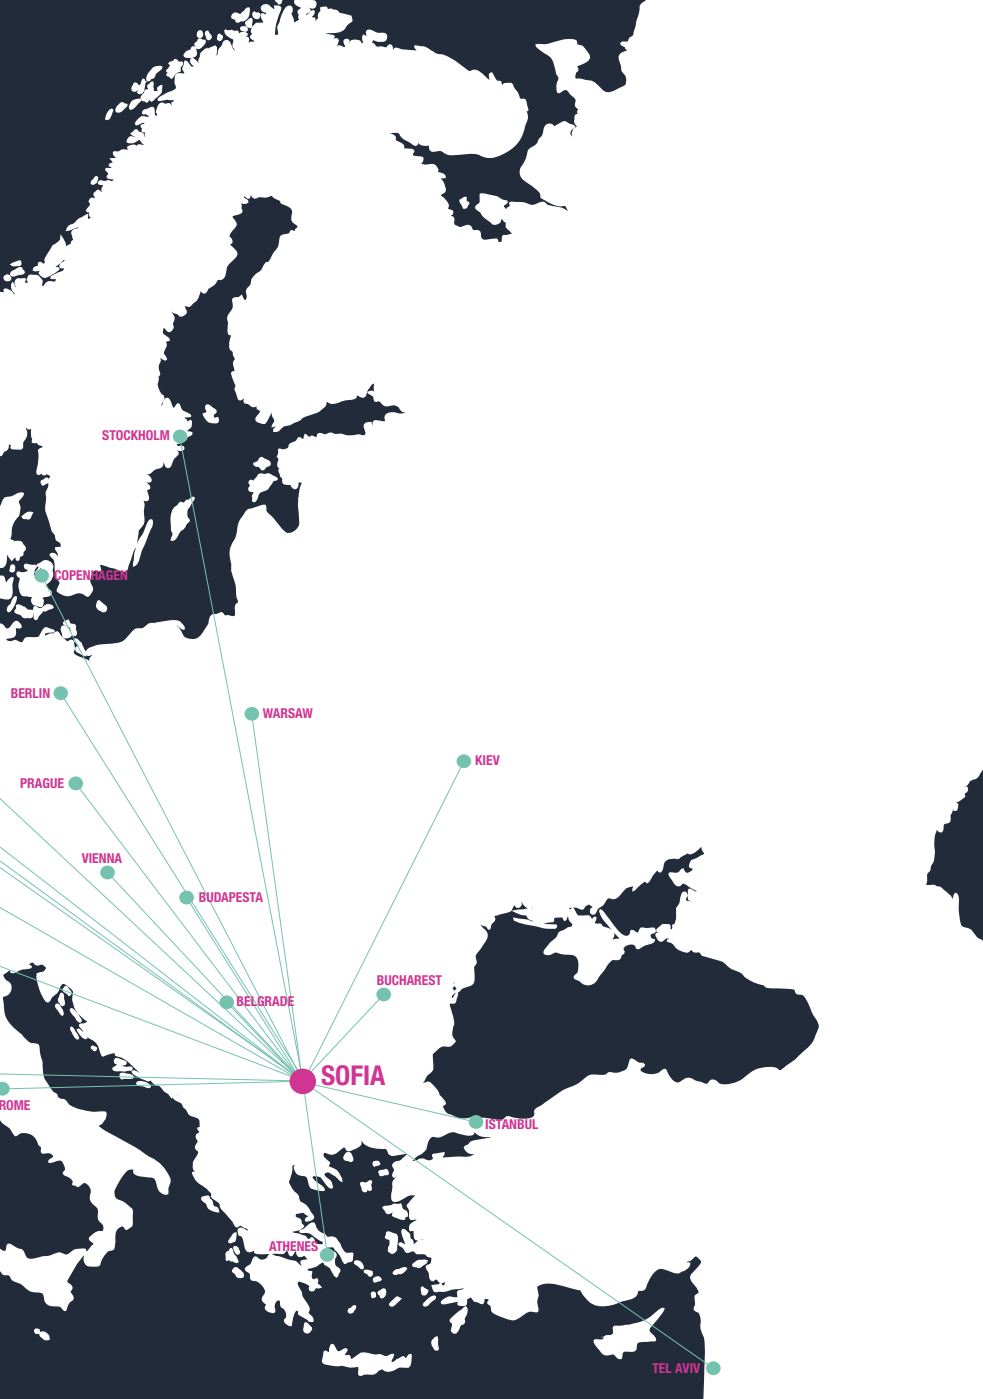 STOCKHOLM
COPENHAGEN
BERLIN
WARSAW
KIEV
PRAGUE
VIENNA
BUDAPESTA
BUCHAREST
BELGRADE
SOFIA
ROME
ISTANBUL
ATHENES
TEL AVIV